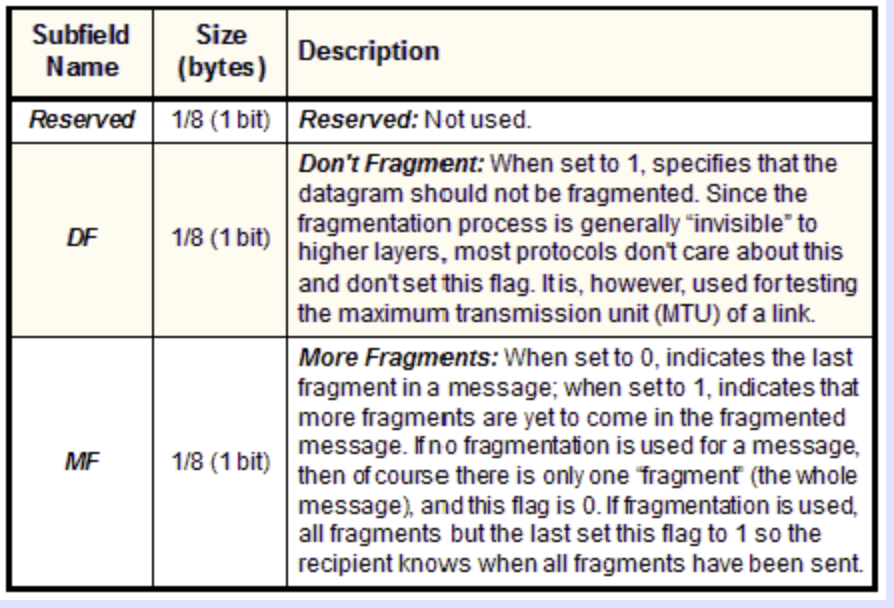 Subfield Name
Size (bytes)
Description
Reserved
1/8 (1 bit)
Reserved: Not used.
DF
1/8 (1 bit)
Don't Fragment: When set to 1, specifies that the
datagram should not be fragmented. Since the
fragmentation process is generally “invisible” to
higher layers, most protocols don't care about this
and don't set this flag. It is, however, used for testing
the maximum transmission unit (MTU) of a link.
MF
1/8 (1 bit)
More Fragments: When set to 0, indicates the last
fragment in a message; when set to 1, indicates that
more fragments are yet to come in the fragmented
message. If no fragmentation is used for a message,
then of course there is only one “fragment” (the whole
message), and this flag is 0. If fragmentation is used,
all fragments but the last set this flag to 1 so the
recipient knows when all fragments have been sent.